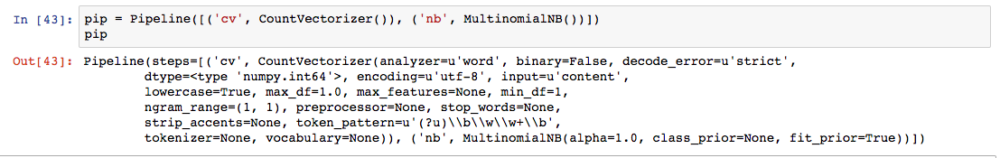 In [43]: pip = Pipeline([('cv', CountVectorizer()), ('nb', MultinomialNB())])
pip
Out[43]: Pipeline(steps=[('cv', CountVectorizer(analyzer=u'word', binary=False, decode_error=u'strict',
dtype=<type 'numpy.int64'>, encoding=u'utf-8', input=u'content',
lowercase=True, max_df=1.0, max_features=None, min_df=1,
ngram_range=(1, 1), preprocessor=None, stop_words=None,
strip_accents=None, token_pattern=u'(?u)\\b\\w\\w+\\b',
tokenizer=None, vocabulary=None)), ('nb', MultinomialNB(alpha=1.0, class_prior=None, fit_prior=True))])